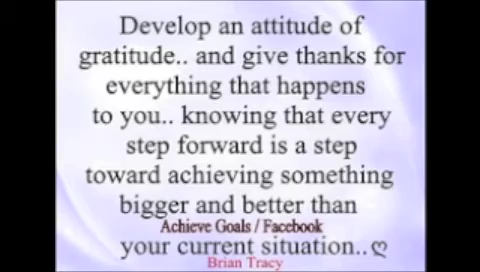 Develop an attitude of
gratitude.. and give thanks for
everything that happens
to you.. knowing that every
step forward is a step
toward achieving something
bigger and better than
Achieve Goals / Facebook
your current situation..ღ
Brian Tracy